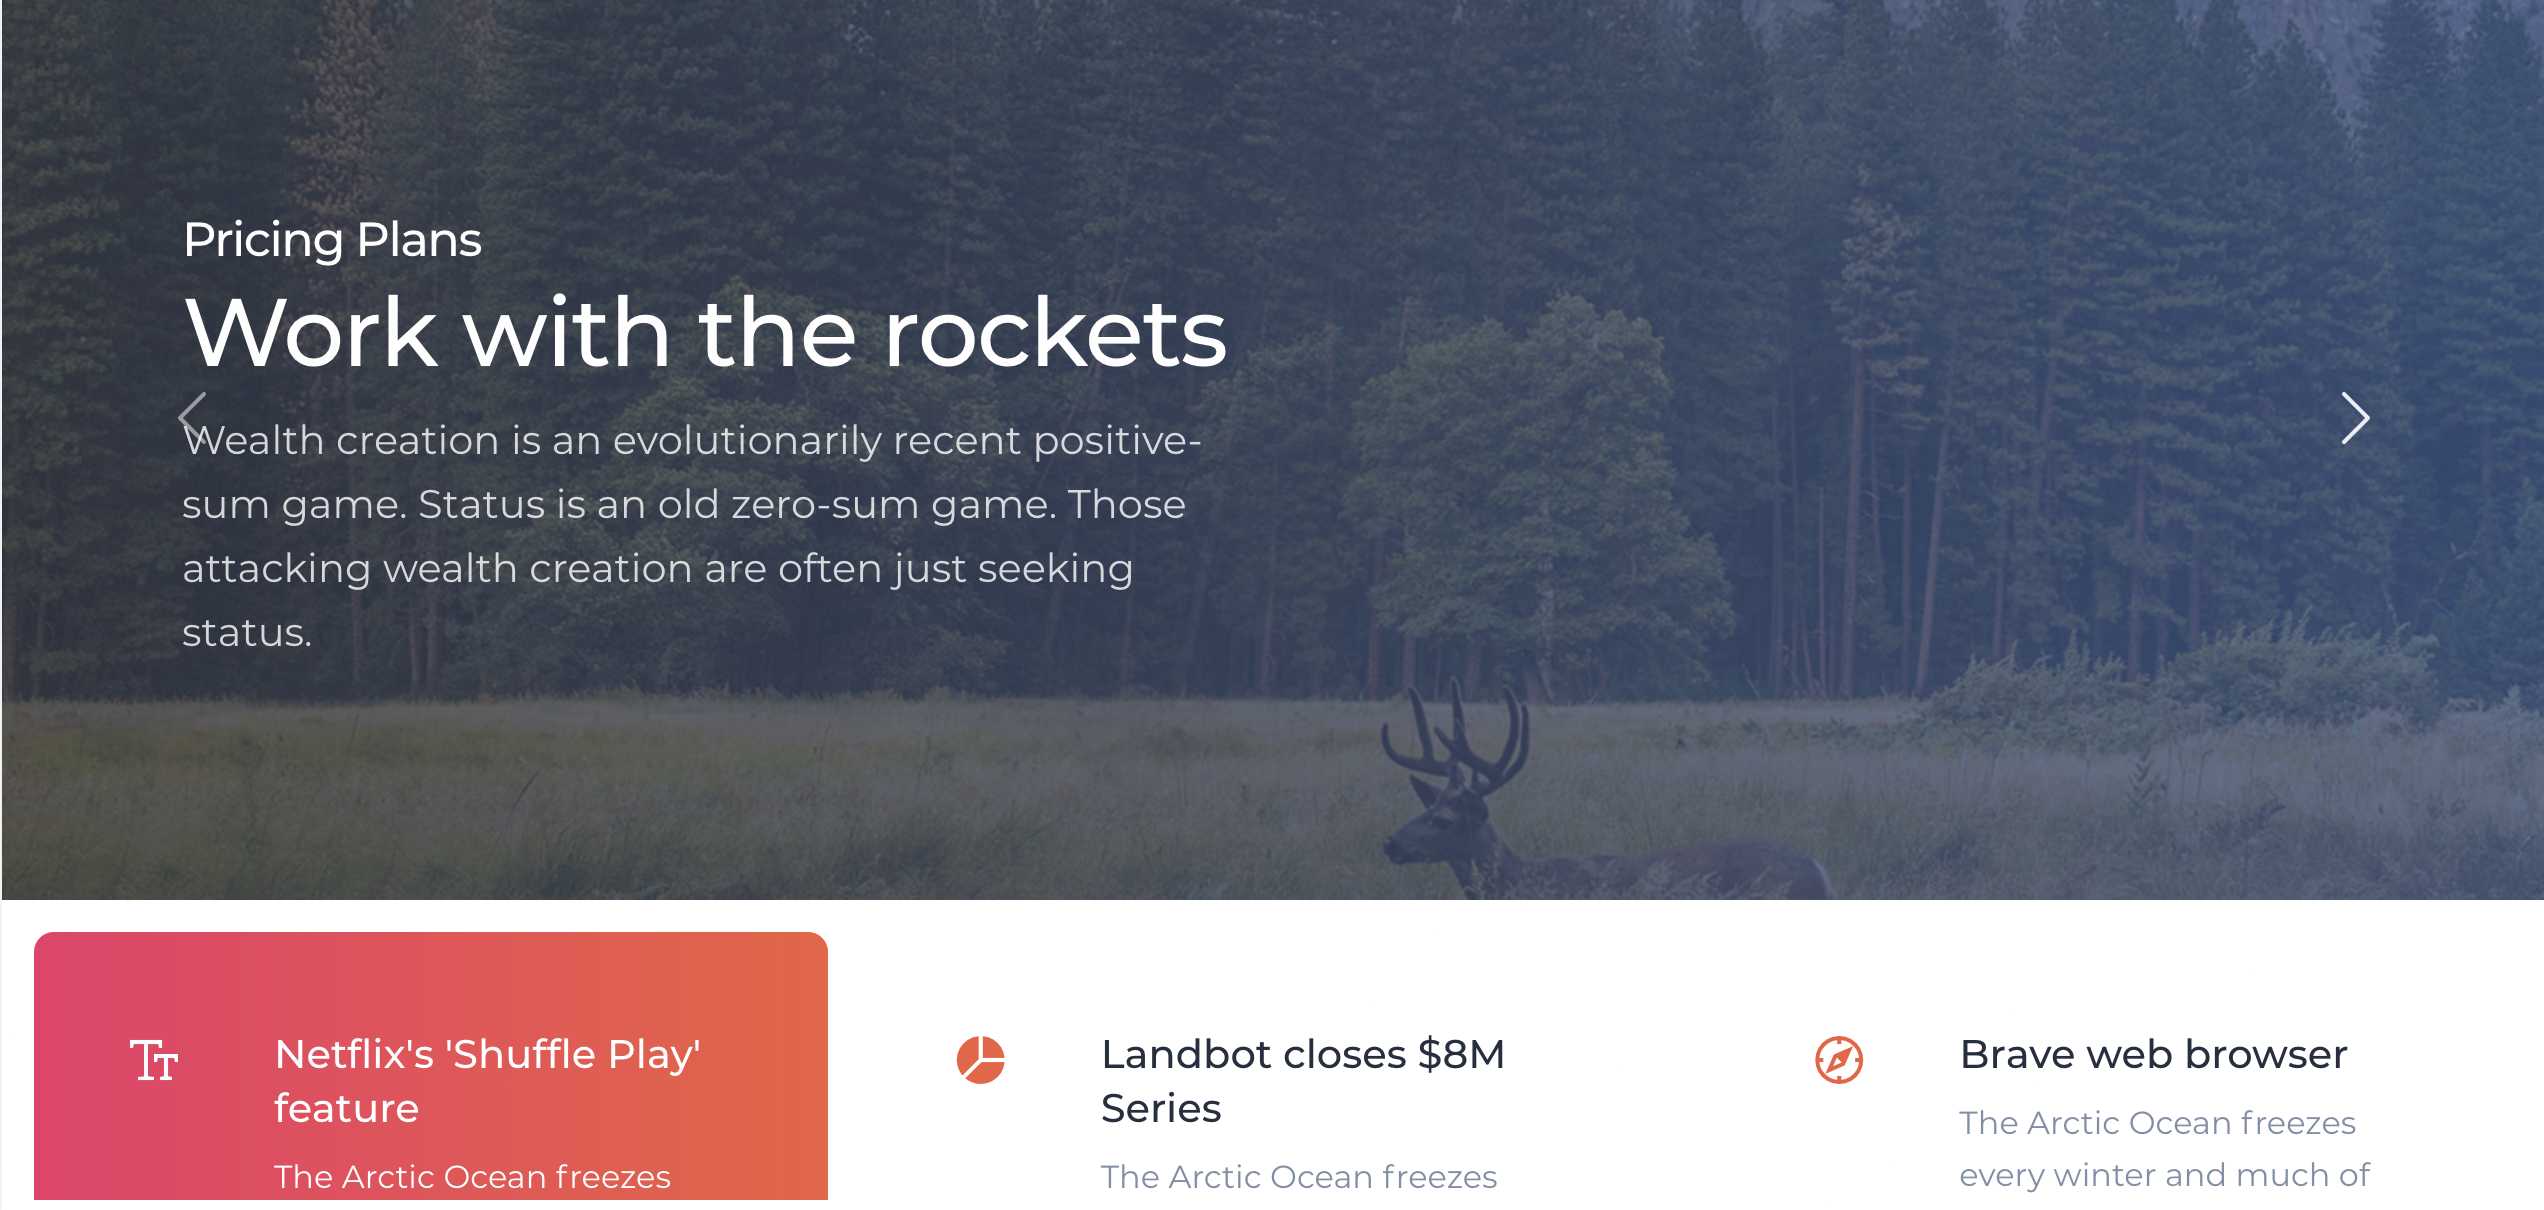 Pricing Plans
Work with the rockets
Wealth creation is an evolutionarily recent positive-
sum game. Status is an old zero-sum game. Those
attacking wealth creation are often just seeking
status.
Netflix's 'Shuffle Play'
feature
The Arctic Ocean freezes
Landbot closes $8M
Series
The Arctic Ocean freezes
Brave web browser
The Arctic Ocean freezes
every winter and much of